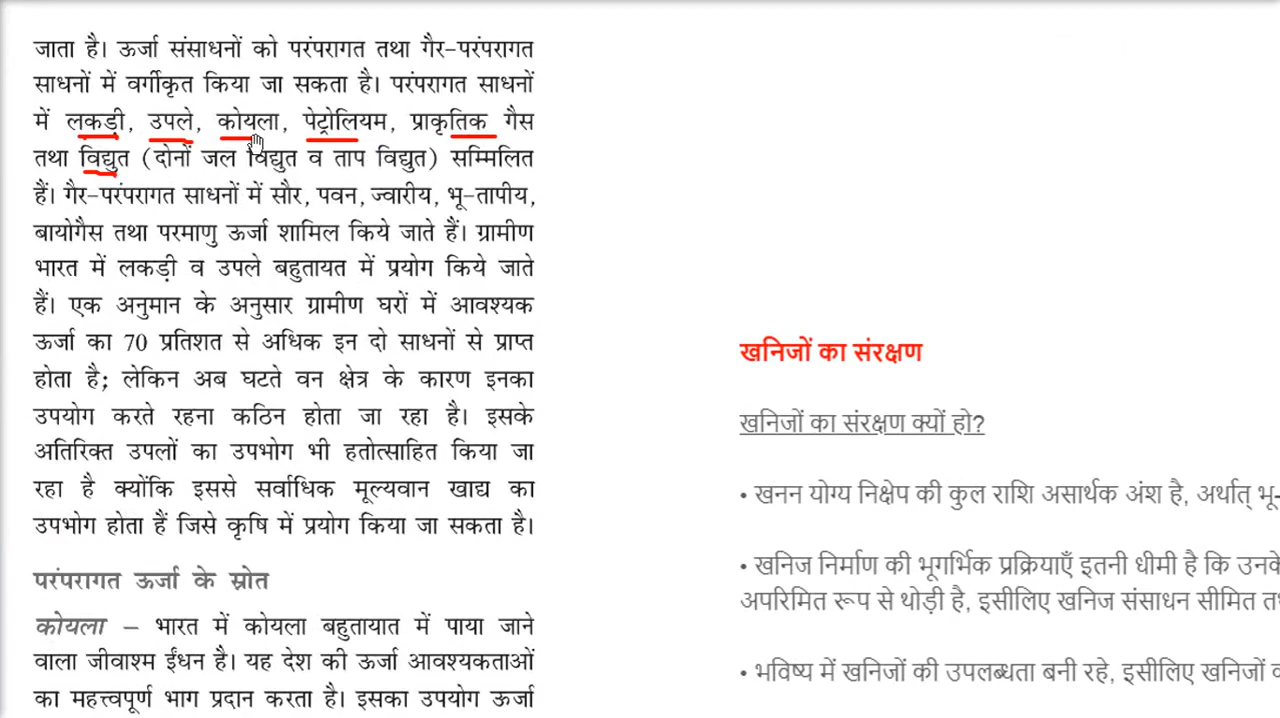 जाता है। ऊर्जा संसाधनों को परंपरागत तथा गैर-परंपरागत
साधनों में वर्गीकृत किया जा सकता है। परंपरागत साधनों
में लकड़ी, उपले, कोयला, पेट्रोलियम, प्राकृतिक गैस
तथा विद्युत (दोनों जल विद्युत व ताप विद्युत) सम्मिलित
हैं। गैर-परंपरागत साधनों में सौर, पवन, ज्वारीय, भू-तापीय,
बायोगैस तथा परमाणु ऊर्जा शामिल किये जाते हैं। ग्रामीण
भारत में लकड़ी व उपले बहुतायत में प्रयोग किये जाते
हैं। एक अनुमान के अनुसार ग्रामीण घरों में आवश्यक
ऊर्जा का 70 प्रतिशत से अधिक इन दो साधनों से प्राप्त
होता है; लेकिन अब घटते वन क्षेत्र के कारण इनका
उपयोग करते रहना कठिन होता जा रहा है। इसके
अतिरिक्त उपलों का उपभोग भी हतोत्साहित किया जा
रहा है क्योंकि इससे सर्वाधिक मूल्यवान खाद्य का
उपभोग होता हैं जिसे कृषि में प्रयोग किया जा सकता है।
परंपरागत ऊर्जा के स्रोत
कोयला – भारत में कोयला बहुतायात में पाया जाने
वाला जीवाश्म ईंधन है। यह देश की ऊर्जा आवश्यकताओं
का महत्त्वपूर्ण भाग प्रदान करता है। इसका उपयोग ऊर्जा
खनिजों का संरक्षण
खनिजों का संरक्षण क्यों हो?
• खनन योग्य निक्षेप की कुल राशि असार्थक अंश है, अर्थात् भू-
• खनिज निर्माण की भूगर्भिक प्रक्रियाएँ इतनी धीमी है कि उनके
अपरिमित रूप से थोड़ी है, इसीलिए खनिज संसाधन सीमित
• भविष्य में खनिजों की उपलब्धता बनी रहे, इसीलिए खनिजों